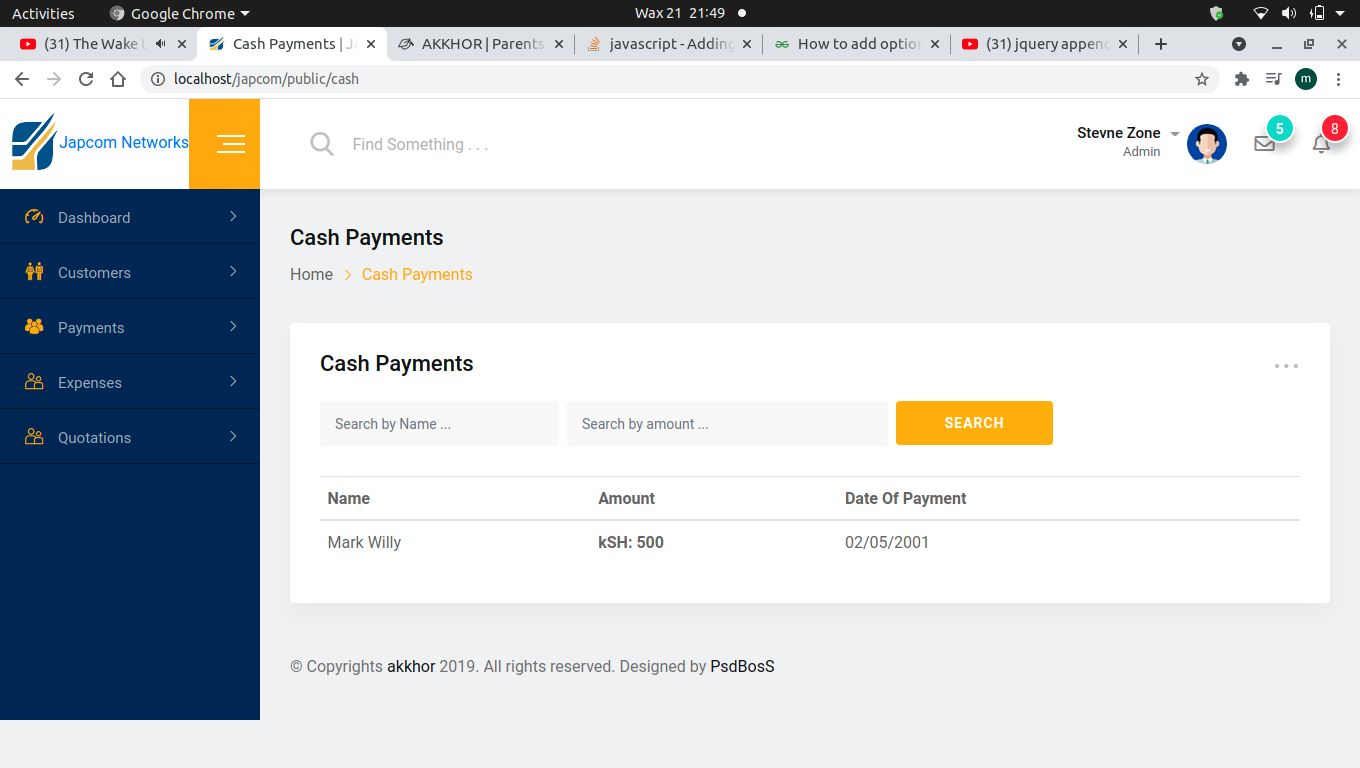 Activities Google Chrome Wax 21 21:49
(31) The Wake Cash Payments | Ja AKKHOR | Parents javascript - Adding How to add option (31) jquery append
localhost/japcom/public/cash m
Japcom Networks Find Something . . . Stevne Zone Admin 5 8
Dashboard
Customers
Payments
Expenses
Quotations
Cash Payments
Home Cash Payments
Cash Payments
Search by Name ... Search by amount ... SEARCH
Name Amount Date Of Payment
Mark Willy kSH: 500 02/05/2001
© Copyrights akkhor 2019. All rights reserved. Designed by PsdBosS